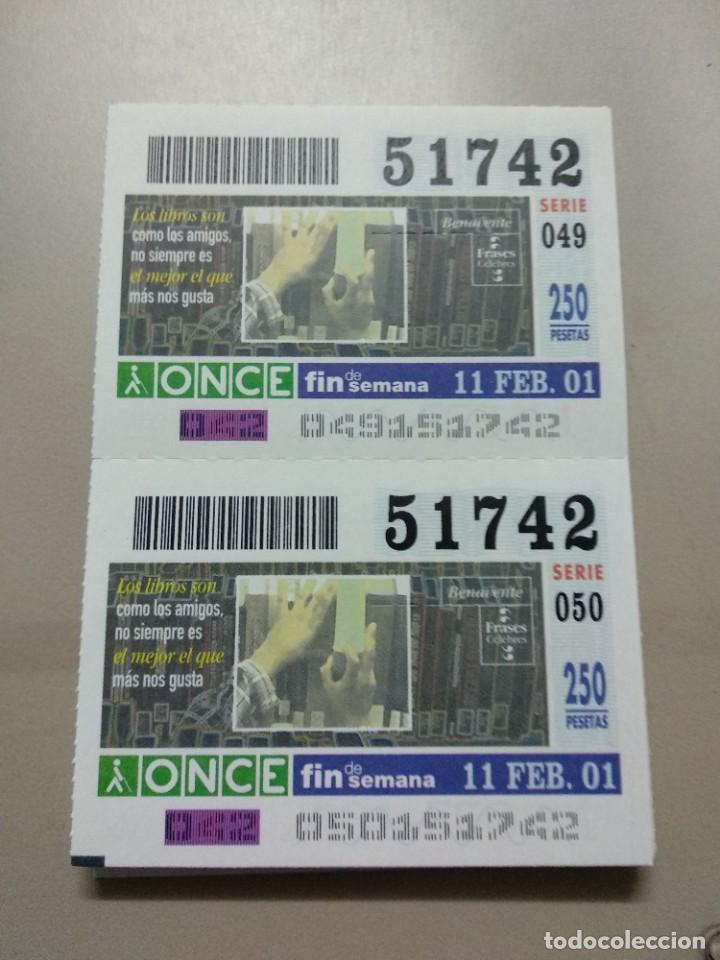 51742
SERIE
049
Los libros son
como los amigos,
no siempre es
el mejor el que
más nos gusta
Benavente
Frases
Célebres
250
PESETAS
ONCE fin de semana 11 FEB. 01
042 049151742
51742
SERIE
050
Los libros son
como los amigos,
no siempre es
el mejor el que
más nos gusta
Benavente
Frases
Célebres
250
PESETAS
ONCE fin de semana 11 FEB. 01
042 050151742
todocoleccion.net